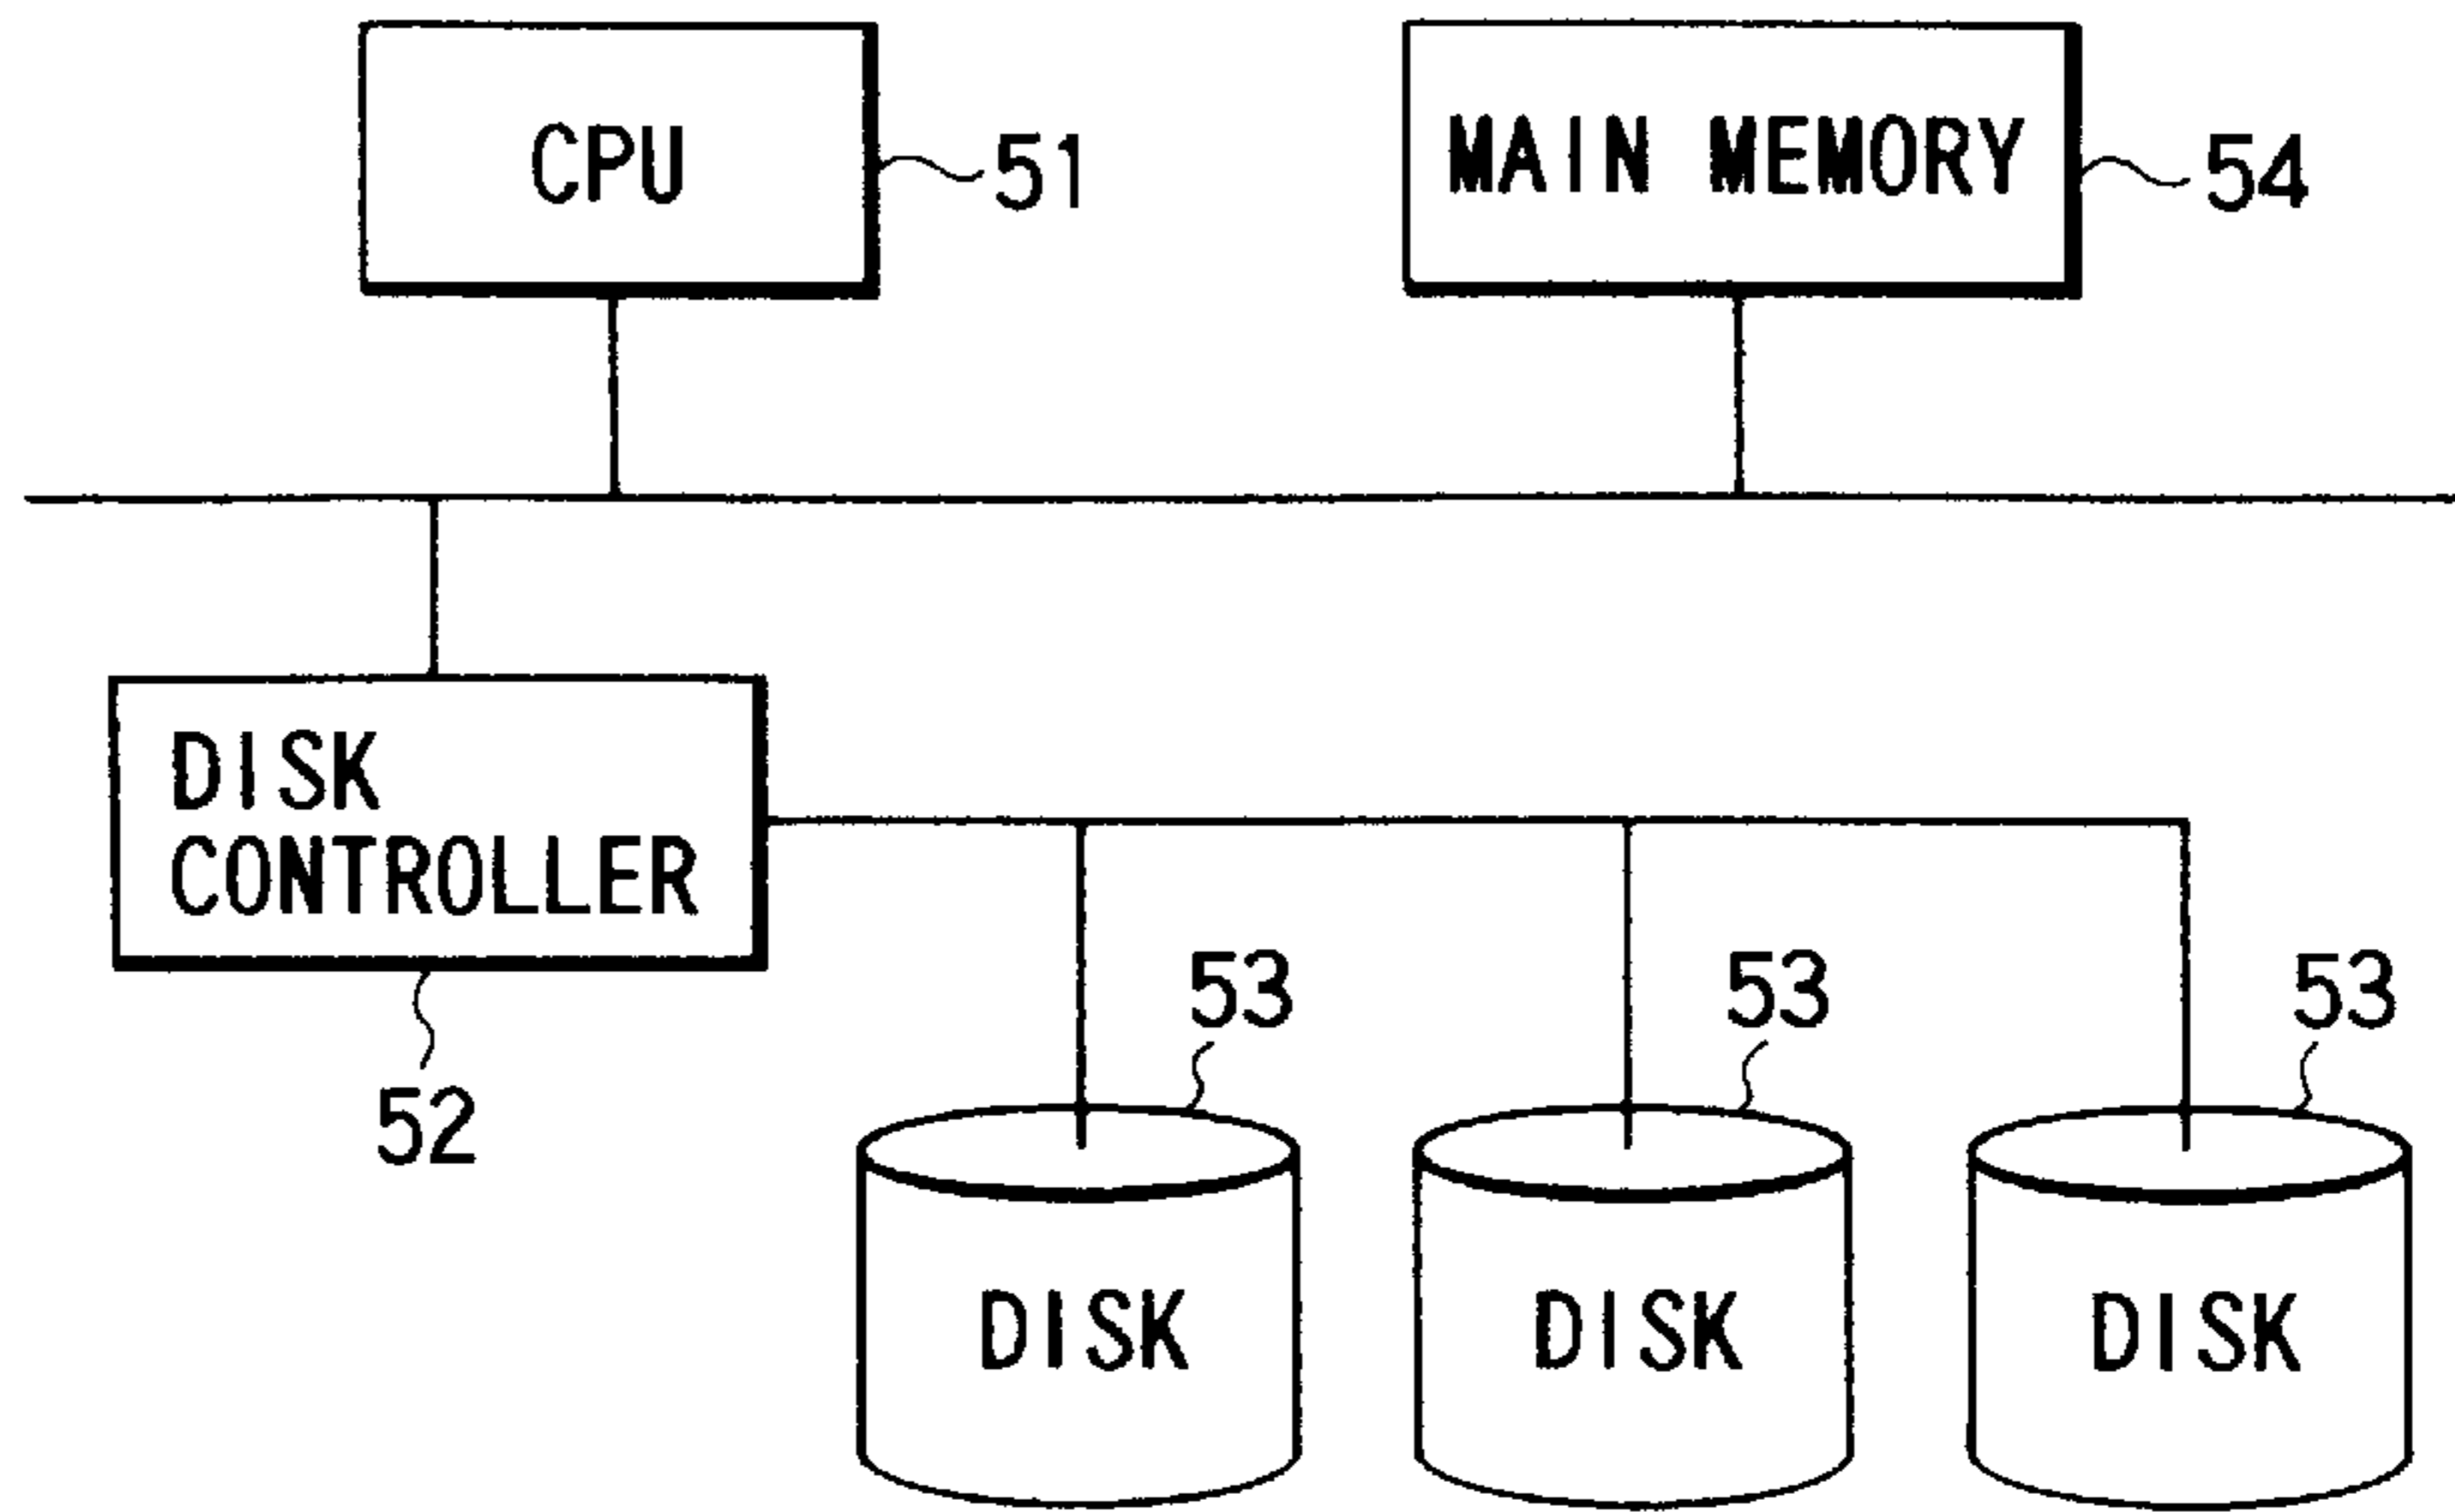 CPU
51
MAIN MEMORY
54
DISK
CONTROLLER
52
53
53
53
DISK
DISK
DISK